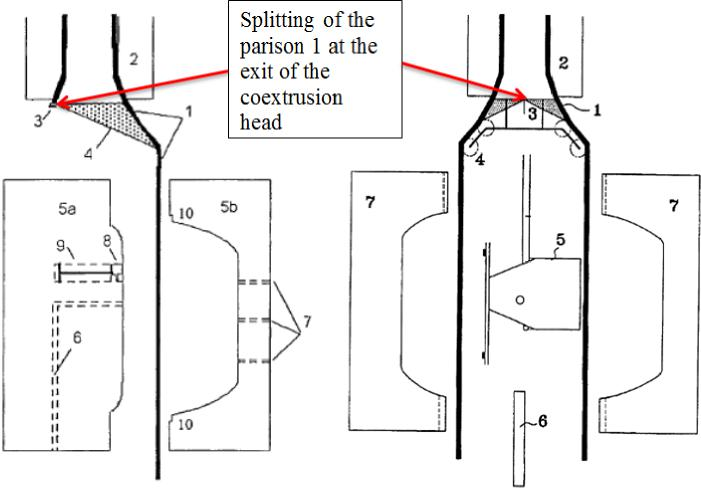 Splitting of the
parison 1 at the
exit of the
coextrusion
head
2
3
1
4
5a
10
5b
9
8
6
7
10
2
1
3
4
7
7
5
6